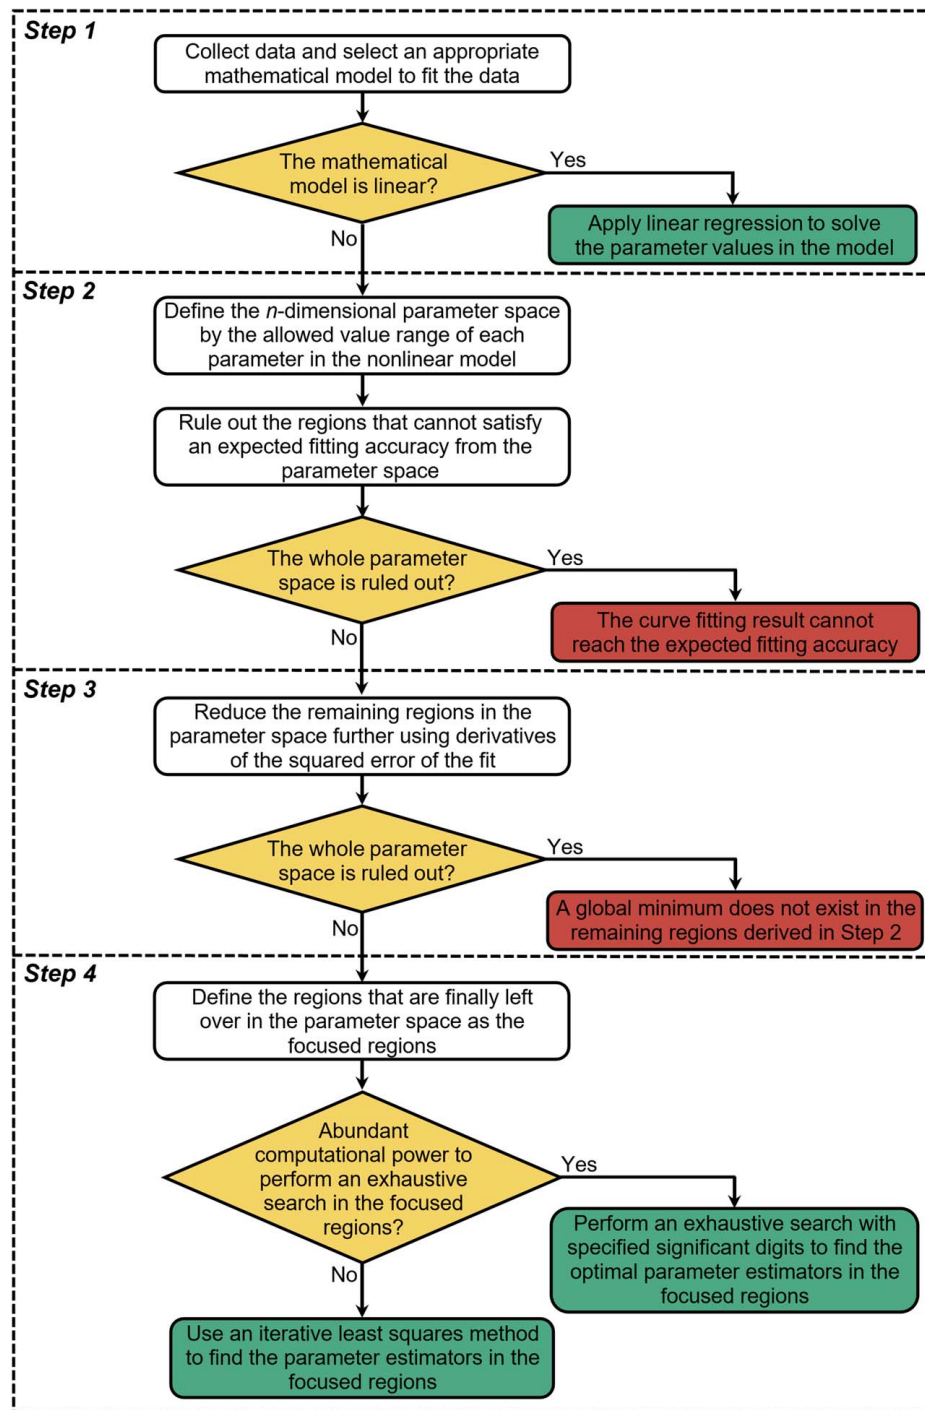 Step 1
Collect data and select an appropriate
mathematical model to fit the data
The mathematical
model is linear?
Yes
Apply linear regression to solve
the parameter values in the model
No
Step 2
Define the n-dimensional parameter space
by the allowed value range of each
parameter in the nonlinear model
Rule out the regions that cannot satisfy
an expected fitting accuracy from the
parameter space
The whole parameter
space is ruled out?
Yes
The curve fitting result cannot
reach the expected fitting accuracy
No
Step 3
Reduce the remaining regions in the
parameter space further using derivatives
of the squared error of the fit
The whole parameter
space is ruled out?
Yes
A global minimum does not exist in the
remaining regions derived in Step 2
No
Step 4
Define the regions that are finally left
over in the parameter space as the
focused regions
Abundant
computational power to
perform an exhaustive
search in the focused
regions?
Yes
Perform an exhaustive search with
specified significant digits to find the
optimal parameter estimators in the
focused regions
No
Use an iterative least squares method
to find the parameter estimators in the
focused regions